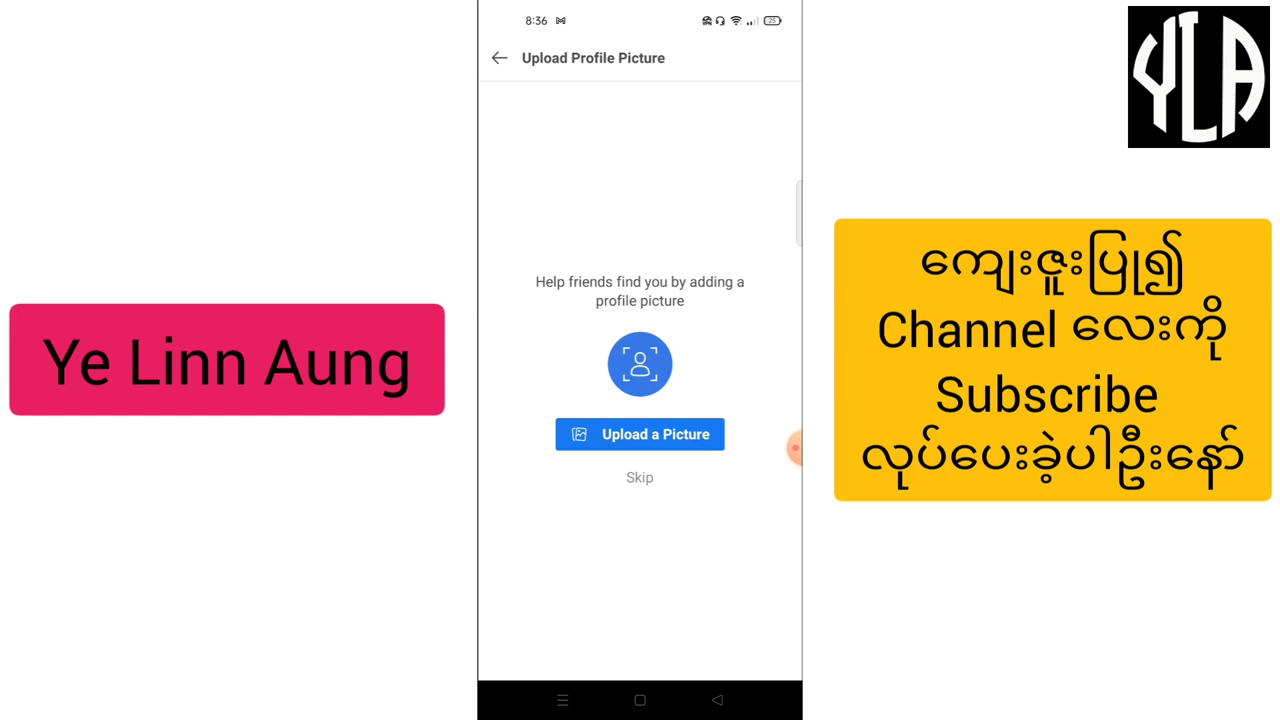 8:36
25
Upload Profile Picture
YLA
Help friends find you by adding a
profile picture
Upload a Picture
Skip
Ye Linn Aung
ကျေးဇူးပြု၍
Channel လေးကို
Subscribe
လုပ်ပေးခဲ့ပါဦးနော်